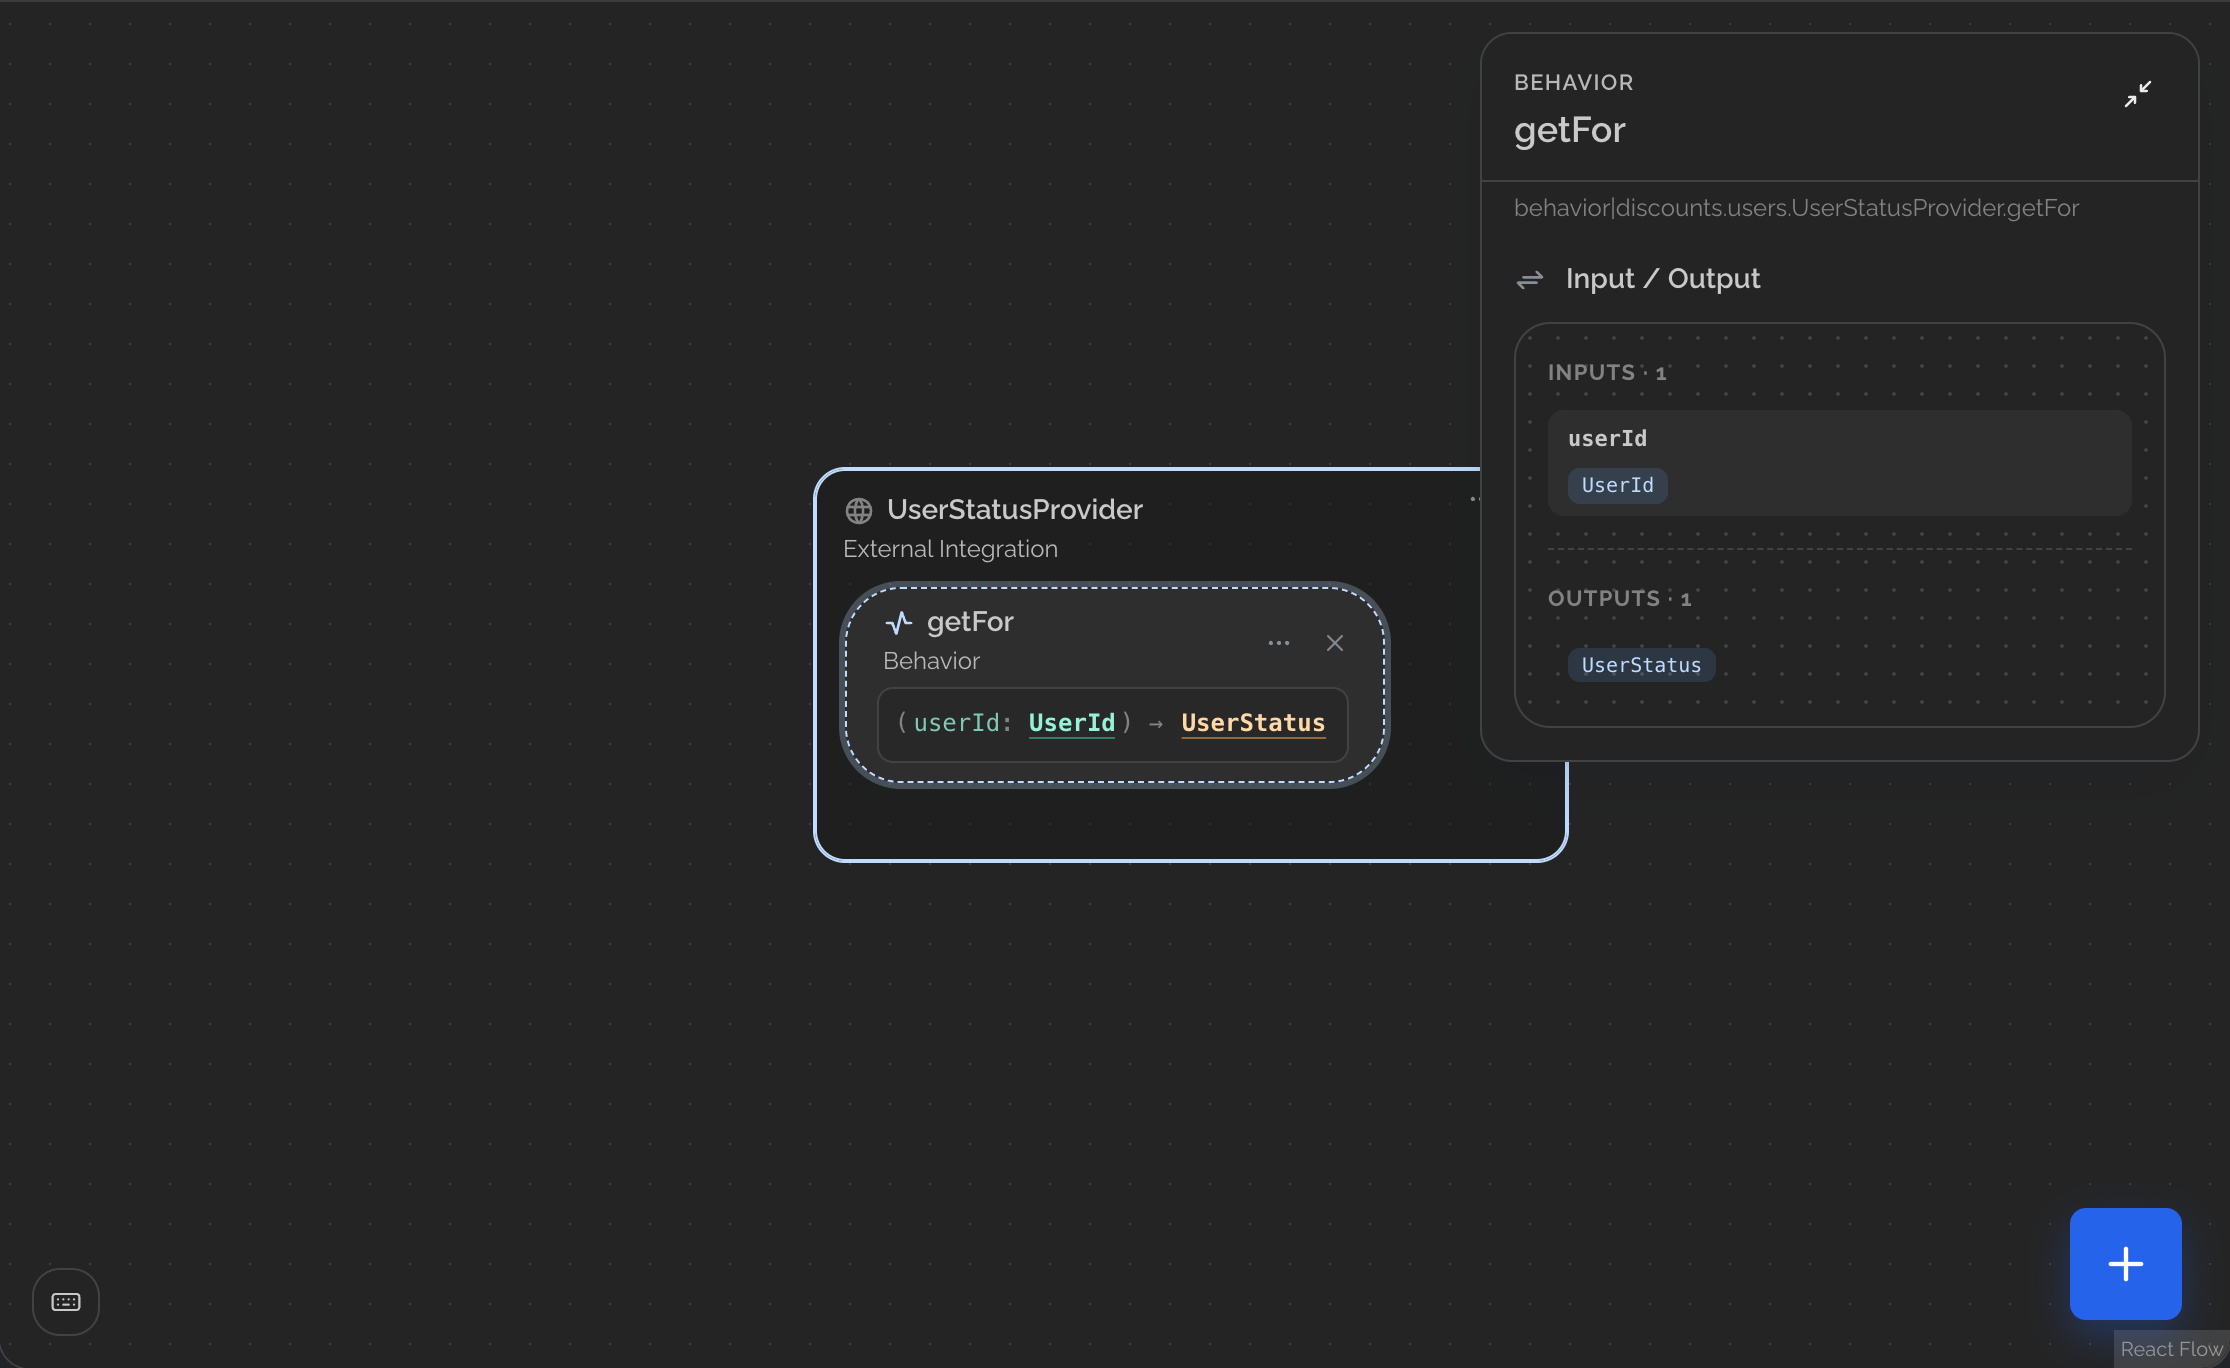 BEHAVIOR
getFor
behavior|discounts.users.UserStatusProvider.getFor
Input / Output
INPUTS · 1
userId
UserId
OUTPUTS · 1
UserStatus
UserStatusProvider
External Integration
getFor
Behavior
(userId: UserId) → UserStatus
React Flow